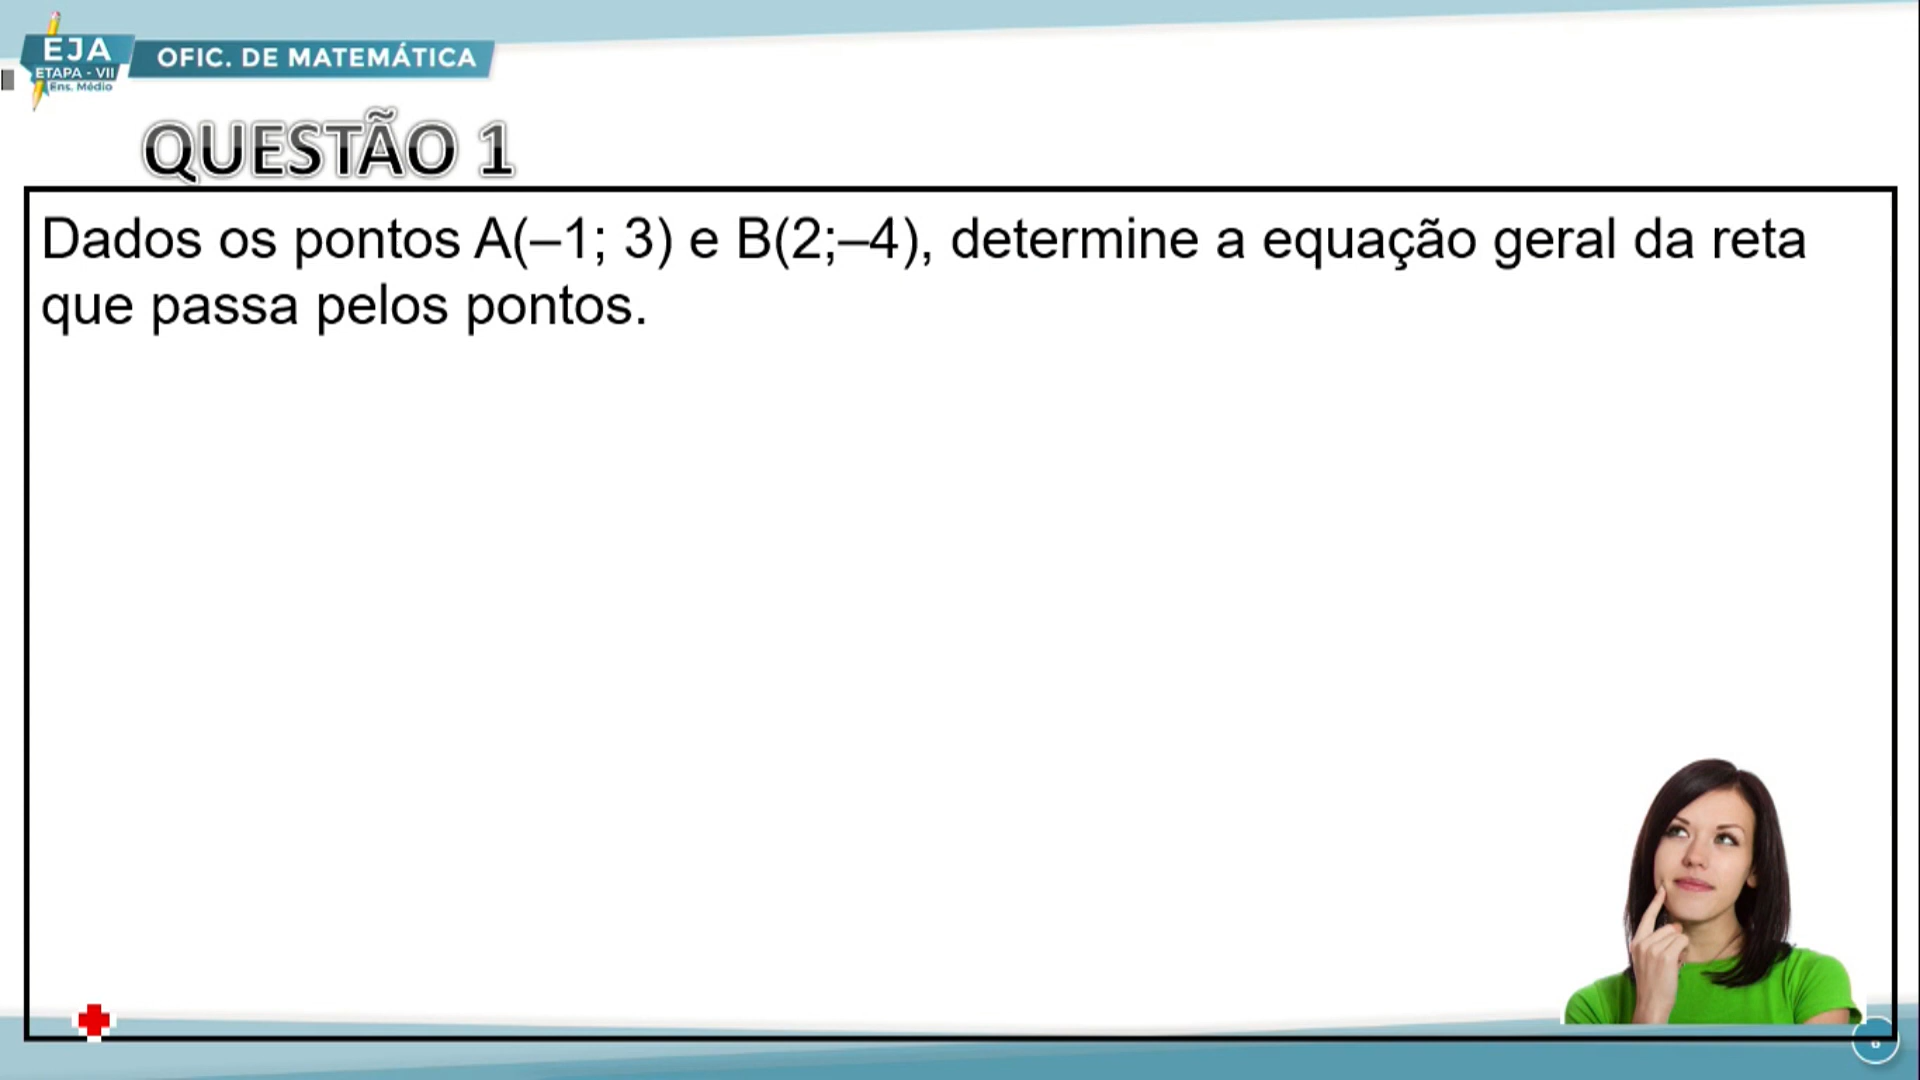 EJA
ETAPA - VII
Ens. Médio
OFIC. DE MATEMÁTICA
QUESTÃO 1
Dados os pontos A(–1; 3) e B(2;–4), determine a equação geral da reta
que passa pelos pontos.
6